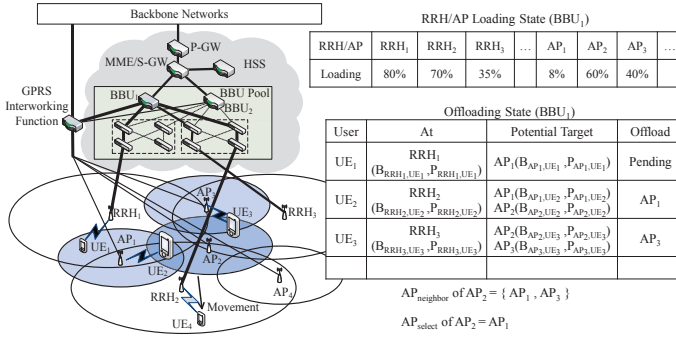 Backbone Networks
P-GW
MME/S-GW
HSS
GPRS
Interworking
Function
BBU1
BBU Pool
BBU2
RRH1
AP3
RRH3
UE1
AP1
UE3
UE2
AP2
RRH2
AP4
Movement
UE4
RRH/AP Loading State (BBU1)
RRH/AP RRH1 RRH2 RRH3 … AP1 AP2 AP3 …
Loading 80% 70% 35% 8% 60% 40%
Offloading State (BBU1)
User At Potential Target Offload
UE1 RRH1 (BRRH1,UE1 ,PRRH1,UE1) AP1(BAP1,UE1 ,PAP1,UE1) Pending
UE2 RRH2 (BRRH2,UE2 ,PRRH2,UE2) AP1(BAP1,UE2 ,PAP1,UE2) AP2(BAP2,UE2 ,PAP2,UE2) AP1
UE3 RRH3 (BRRH3,UE3 ,PRRH3,UE3) AP2(BAP2,UE3 ,PAP2,UE3) AP3(BAP3,UE3 ,PAP3,UE3) AP3
APneighbor of AP2 = { AP1 , AP3 }
APselect of AP2 = AP1